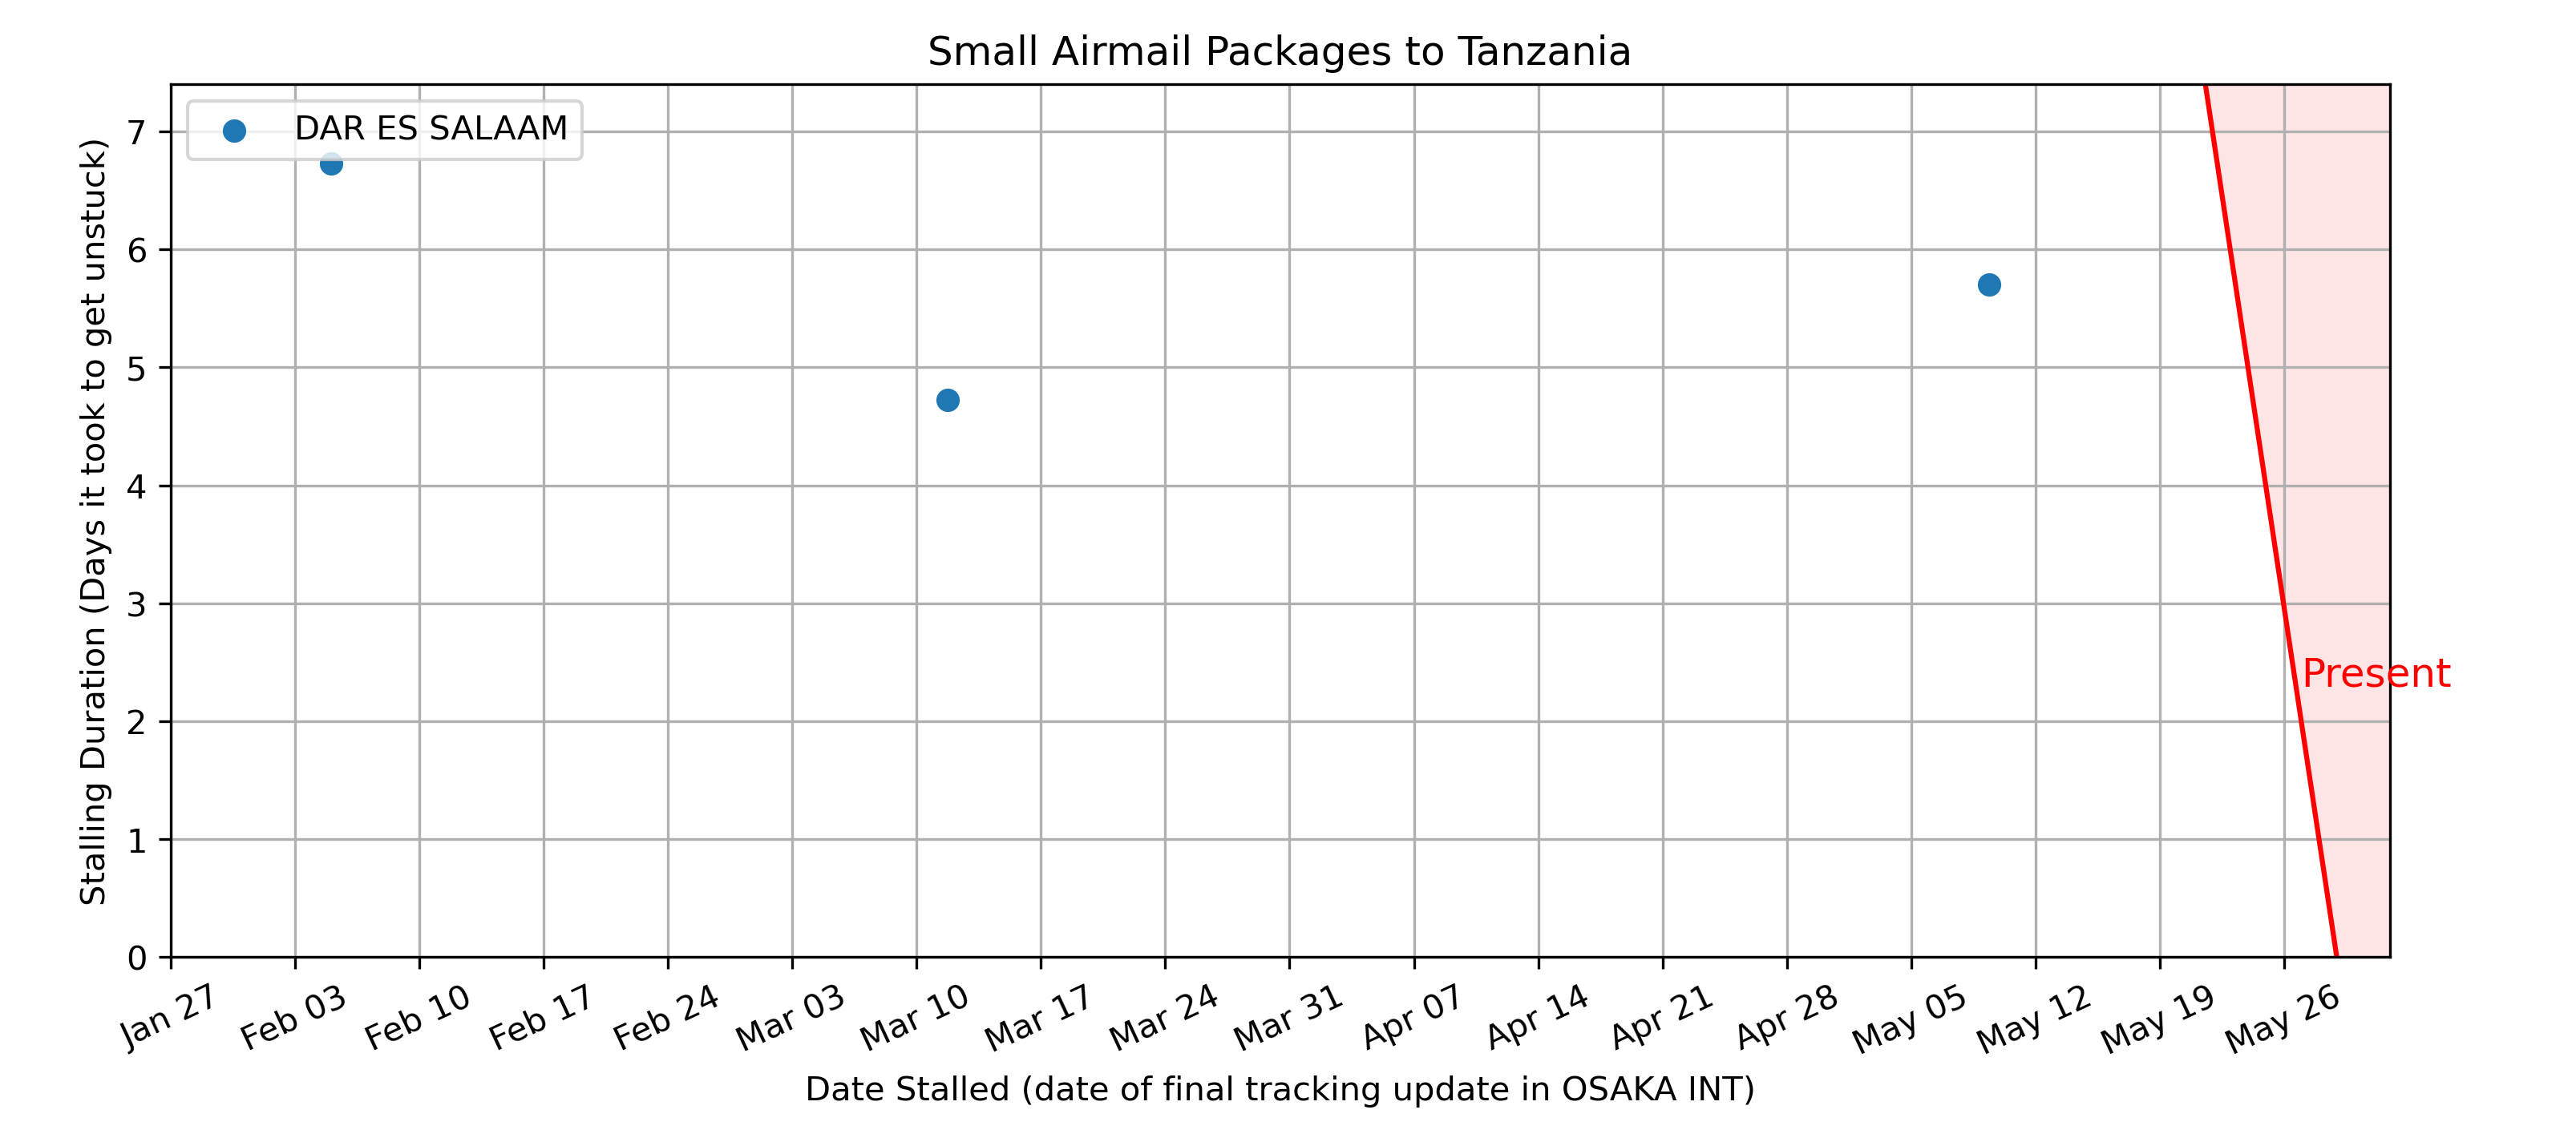 Small Airmail Packages to Tanzania
DAR ES SALAAM
Stalling Duration (Days it took to get unstuck)
7
6
5
4
3
2
1
0
Present
Jan 27
Feb 03
Feb 10
Feb 17
Feb 24
Mar 03
Mar 10
Mar 17
Mar 24
Mar 31
Apr 07
Apr 14
Apr 21
Apr 28
May 05
May 12
May 19
May 26
Date Stalled (date of final tracking update in OSAKA INT)